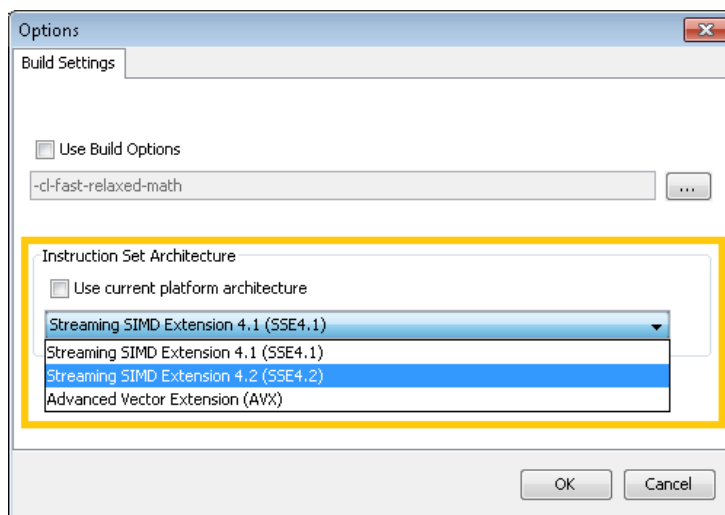 Options
Build Settings
Use Build Options
-cl-fast-relaxed-math
...
Instruction Set Architecture
Use current platform architecture
Streaming SIMD Extension 4.1 (SSE4.1)
Streaming SIMD Extension 4.1 (SSE4.1)
Streaming SIMD Extension 4.2 (SSE4.2)
Advanced Vector Extension (AVX)
OK Cancel